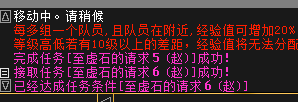 移动中。请稍候
每多组一个队员,且队员在附近,经验值可增加20%
等级高低若有10级以上的差距，经验值将无法分配
完成任务[至虚石的请求5（赵）]成功！
接取任务[至虚石的请求6（赵）]成功！
已经达成任务条件[至虚石的请求6（赵）]